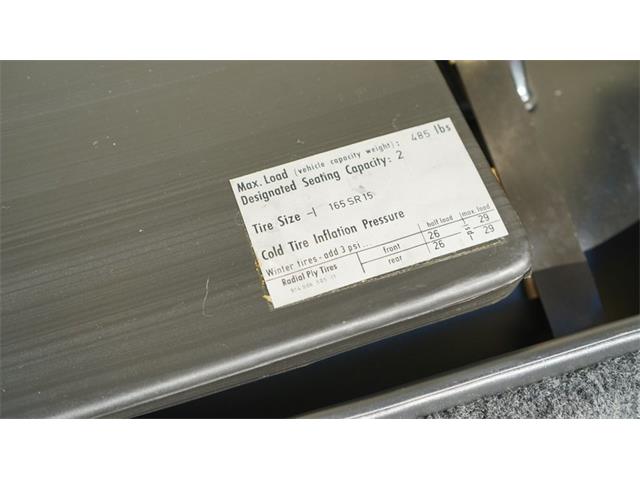 Max. Load (vehicle capacity weight): 485 lbs
Designated Seating Capacity: 2
Tire Size - 165 SR 15
Cold Tire Inflation Pressure half load max. load
Winter tires - add 3 psi... front 26 psi 29
Radial Ply Tires rear 26 29